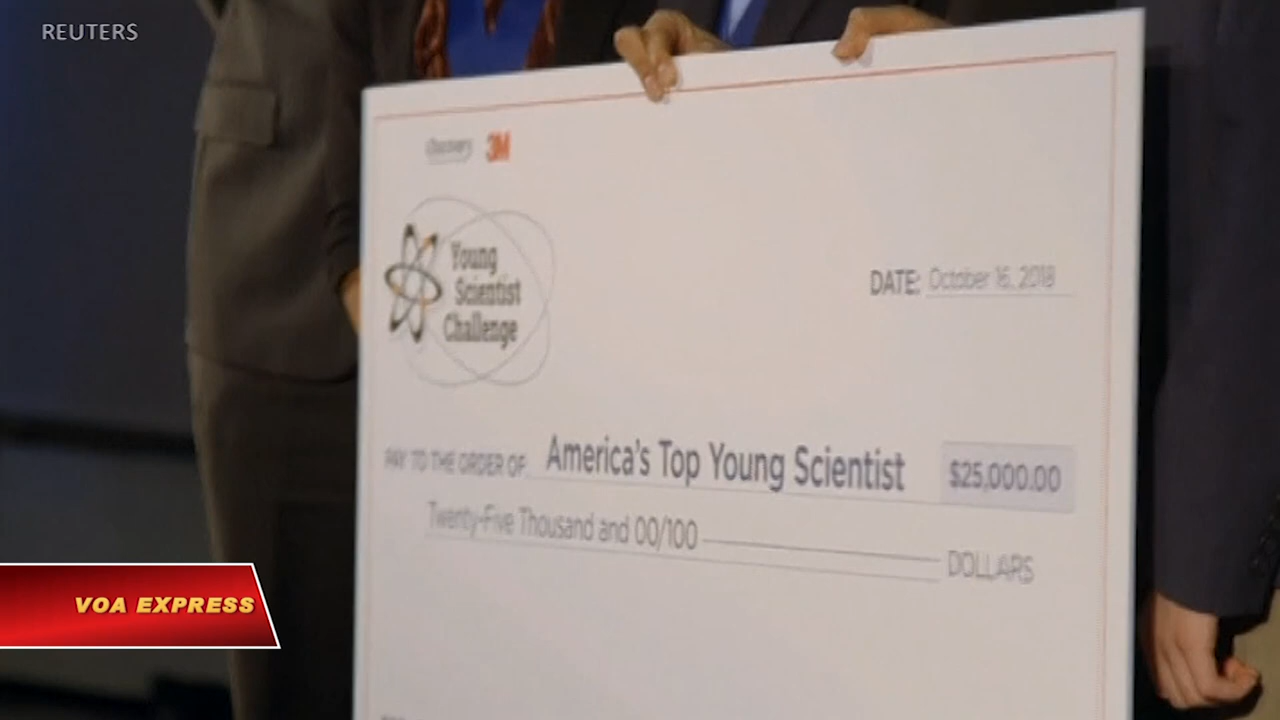 REUTERS
Discovery 3M
Young
Scientist
Challenge
DATE: October 16, 2018
PAY TO THE ORDER OF America's Top Young Scientist $25,000.00
Twenty-Five Thousand and 00/100 DOLLARS
VOA EXPRESS